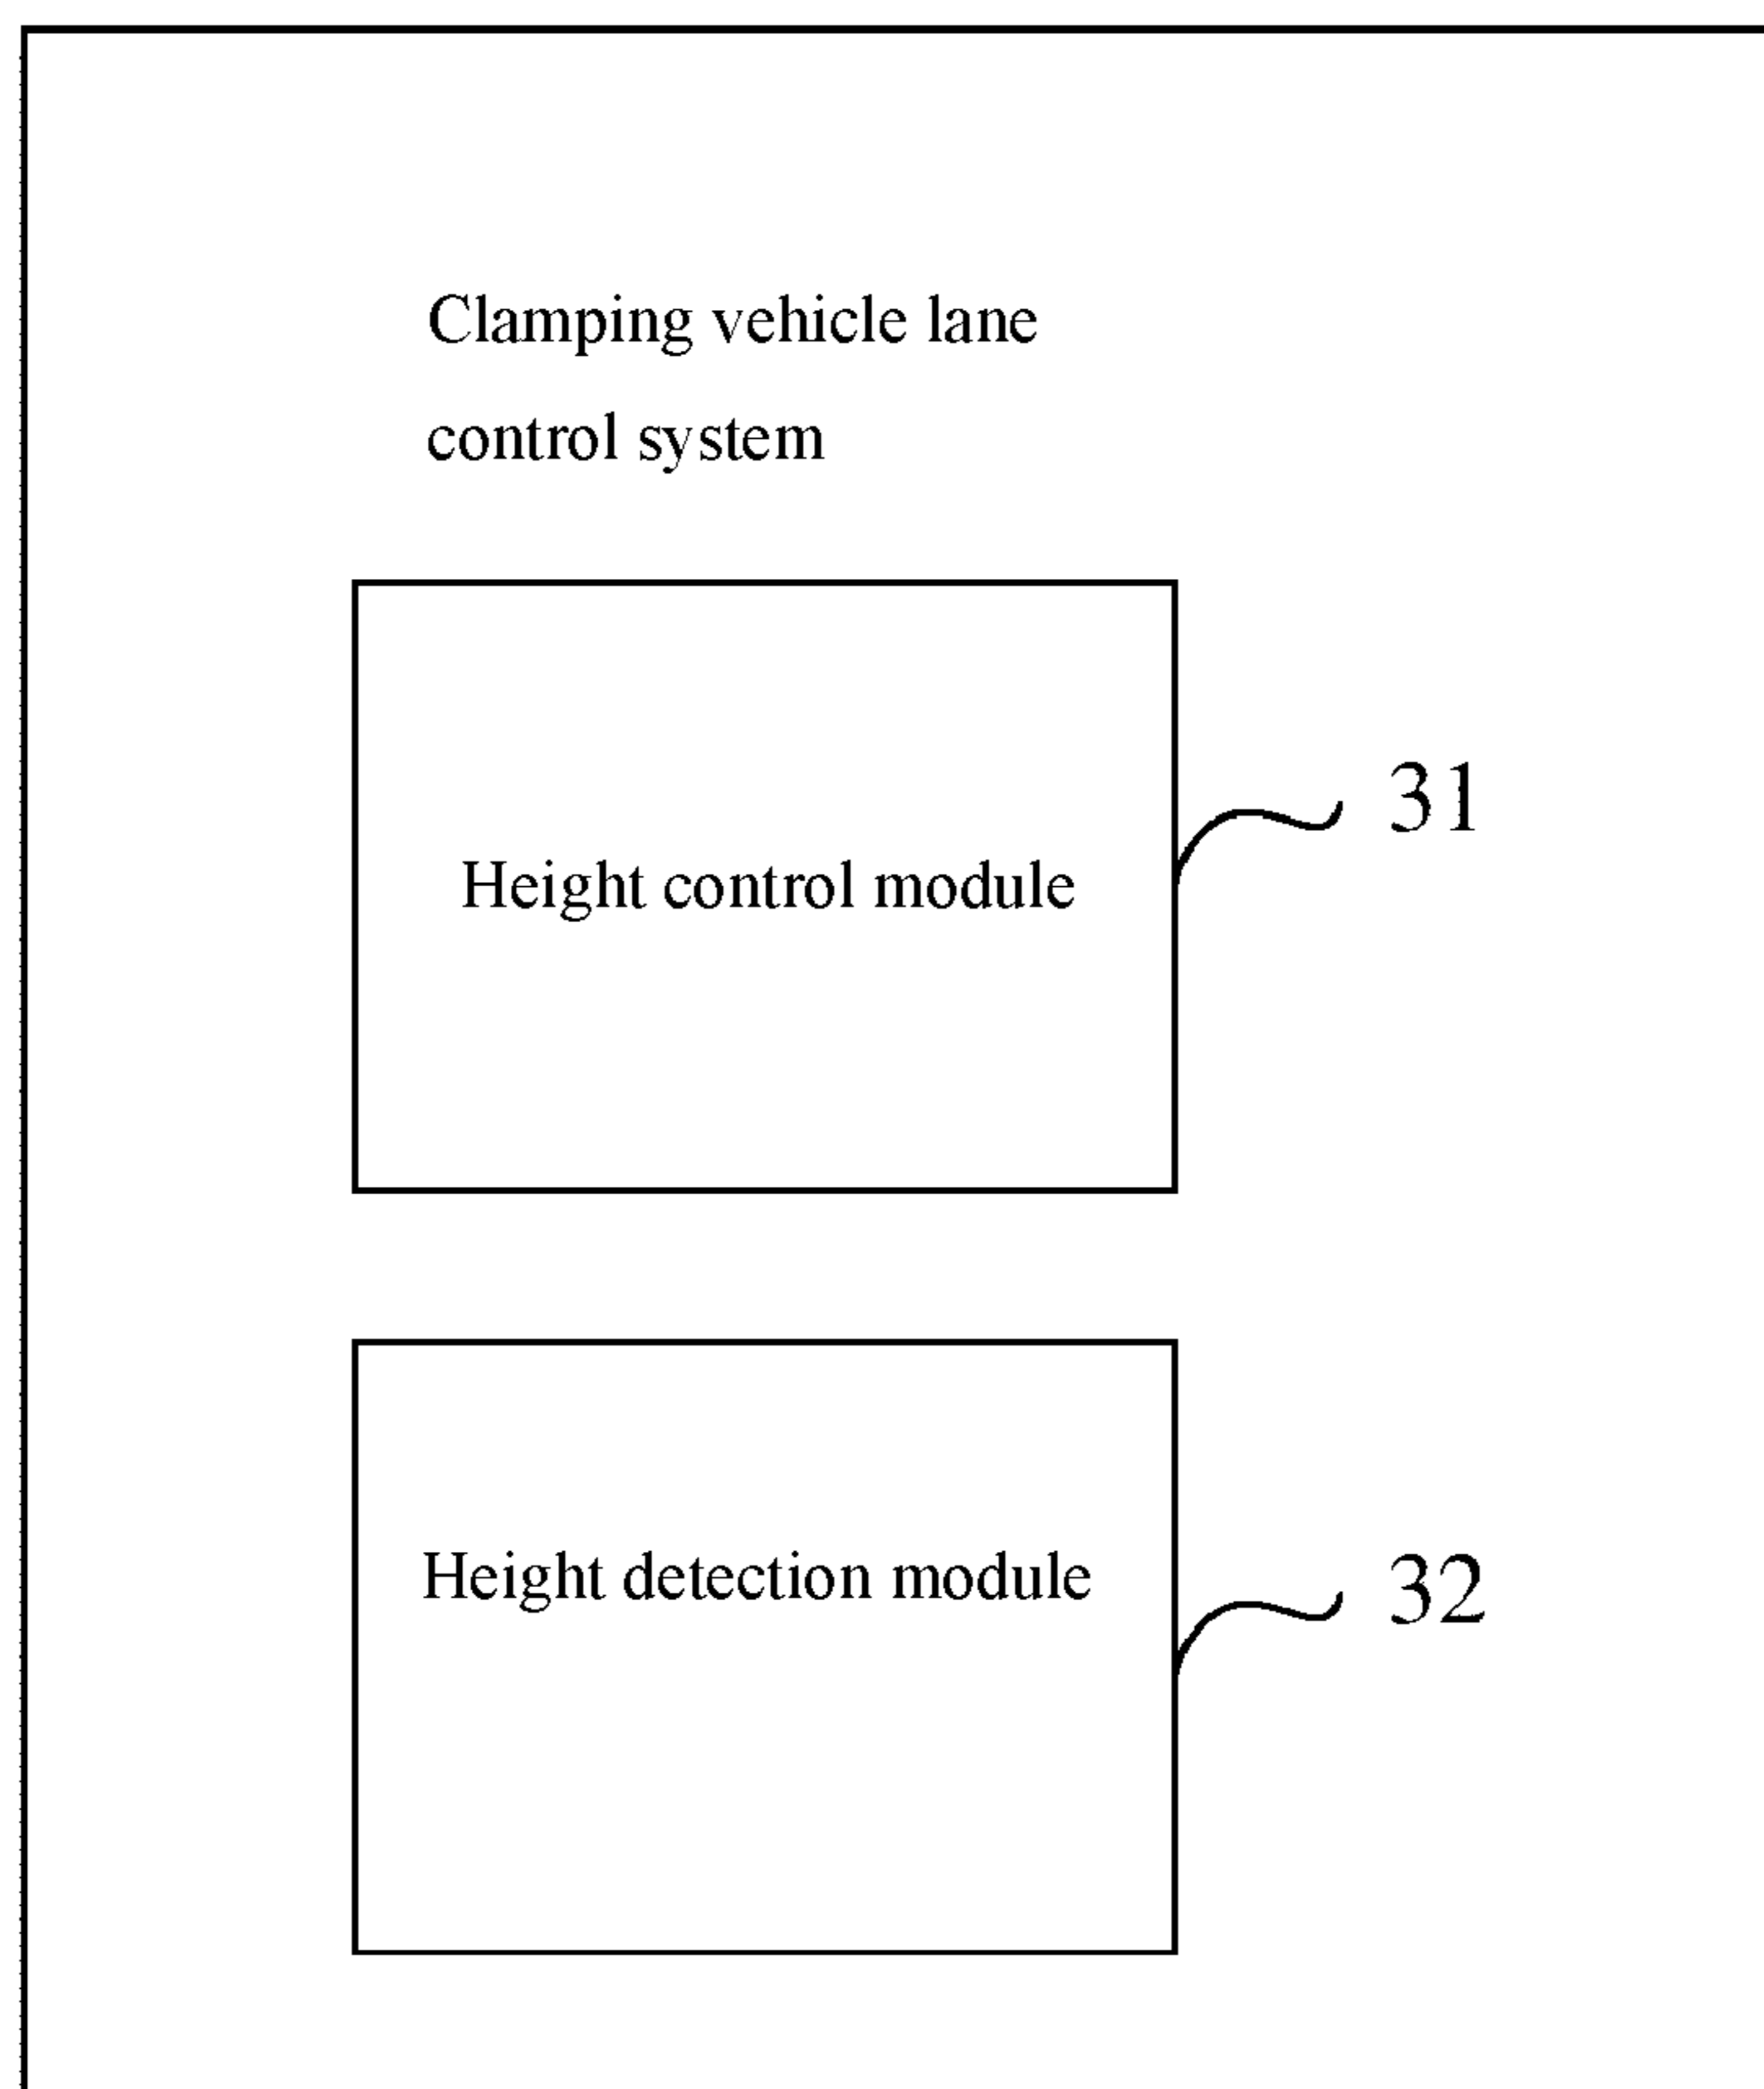 Clamping vehicle lane
control system
Height control module
31
Height detection module
32